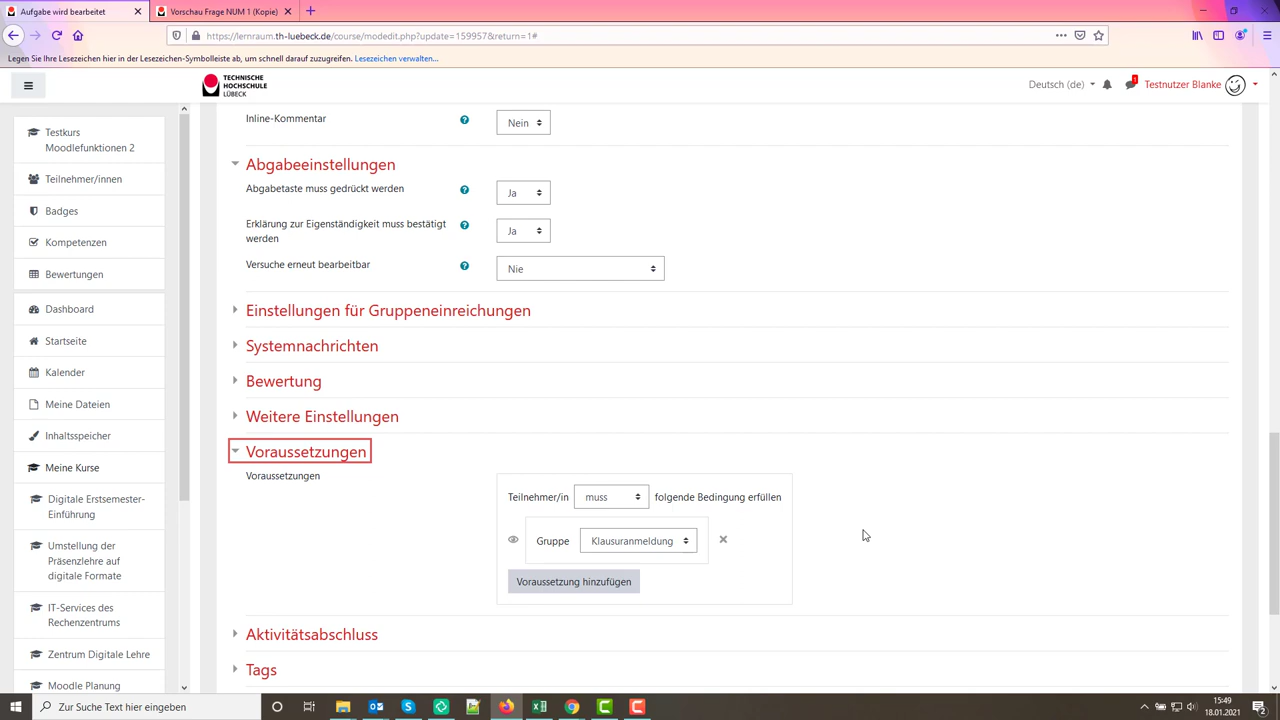 Aufgabe wird bearbeitet
Vorschau Frage NUM 1 (Kopie)
https://lernraum.th-luebeck.de/course/modedit.php?update=159957&return=1#
Legen Sie Ihre Lesezeichen hier in der Lesezeichen-Symbolleiste ab, um schnell darauf zuzugreifen. Lesezeichen verwalten...
TECHNISCHE
HOCHSCHULE
LÜBECK
Deutsch (de)
1
Testnutzer Blanke
Testkurs
Moodlefunktionen 2
Teilnehmer/innen
Badges
Kompetenzen
Bewertungen
Dashboard
Startseite
Kalender
Meine Dateien
Inhaltsspeicher
Meine Kurse
Digitale Erstsemester-
Einführung
Umstellung der
Präsenzlehre auf
digitale Formate
IT-Services des
Rechenzentrums
Zentrum Digitale Lehre
Moodle Planung
Inline-Kommentar
Nein
Abgabeeinstellungen
Abgabetaste muss gedrückt werden
Ja
Erklärung zur Eigenständigkeit muss bestätigt
werden
Ja
Versuche erneut bearbeitbar
Nie
Einstellungen für Gruppeneinreichungen
Systemnachrichten
Bewertung
Weitere Einstellungen
Voraussetzungen
Voraussetzungen
Teilnehmer/in muss folgende Bedingung erfüllen
Gruppe Klausuranmeldung
Voraussetzung hinzufügen
Aktivitätsabschluss
Tags
Zur Suche Text hier eingeben
15:49
18.01.2021
2